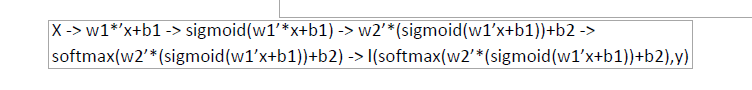 X -> w1*’x+b1 -> sigmoid(w1’*x+b1) -> w2’*(sigmoid(w1’x+b1))+b2 ->
softmax(w2’*(sigmoid(w1’x+b1))+b2) -> l(softmax(w2’*(sigmoid(w1’x+b1))+b2),y)